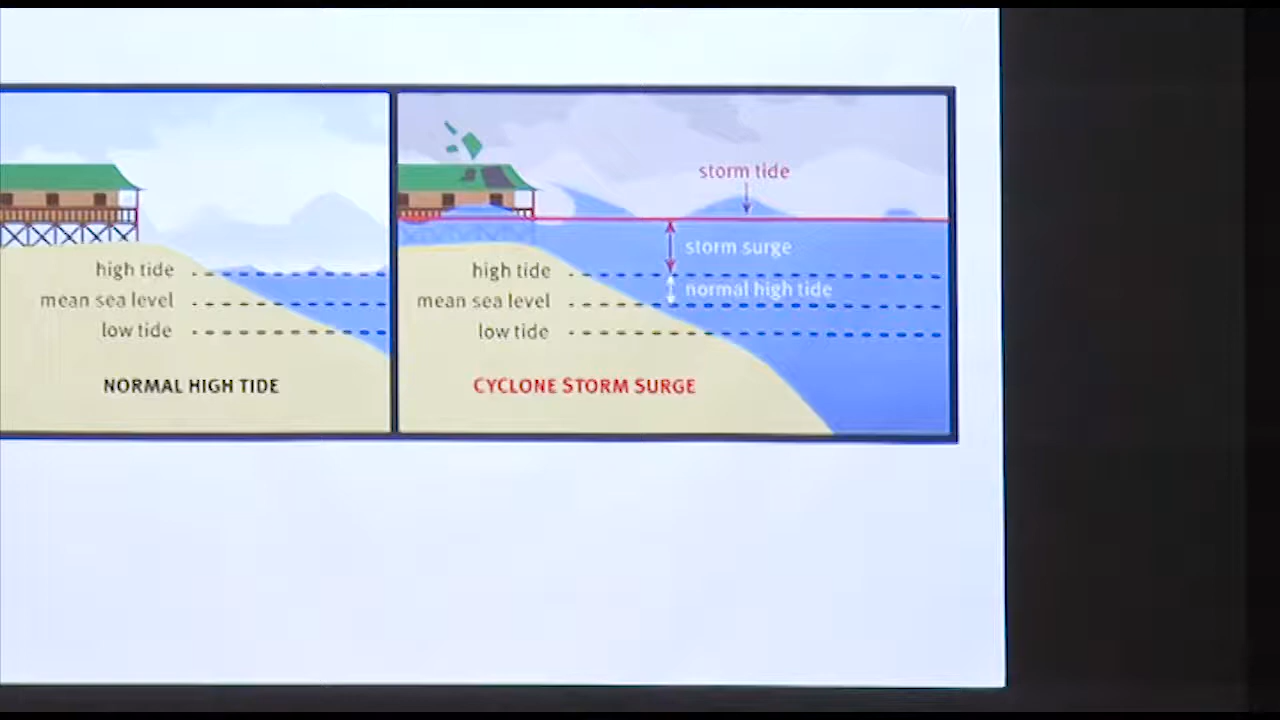 high tide
mean sea level
low tide
NORMAL HIGH TIDE
storm tide
storm surge
high tide
normal high tide
mean sea level
low tide
CYCLONE STORM SURGE